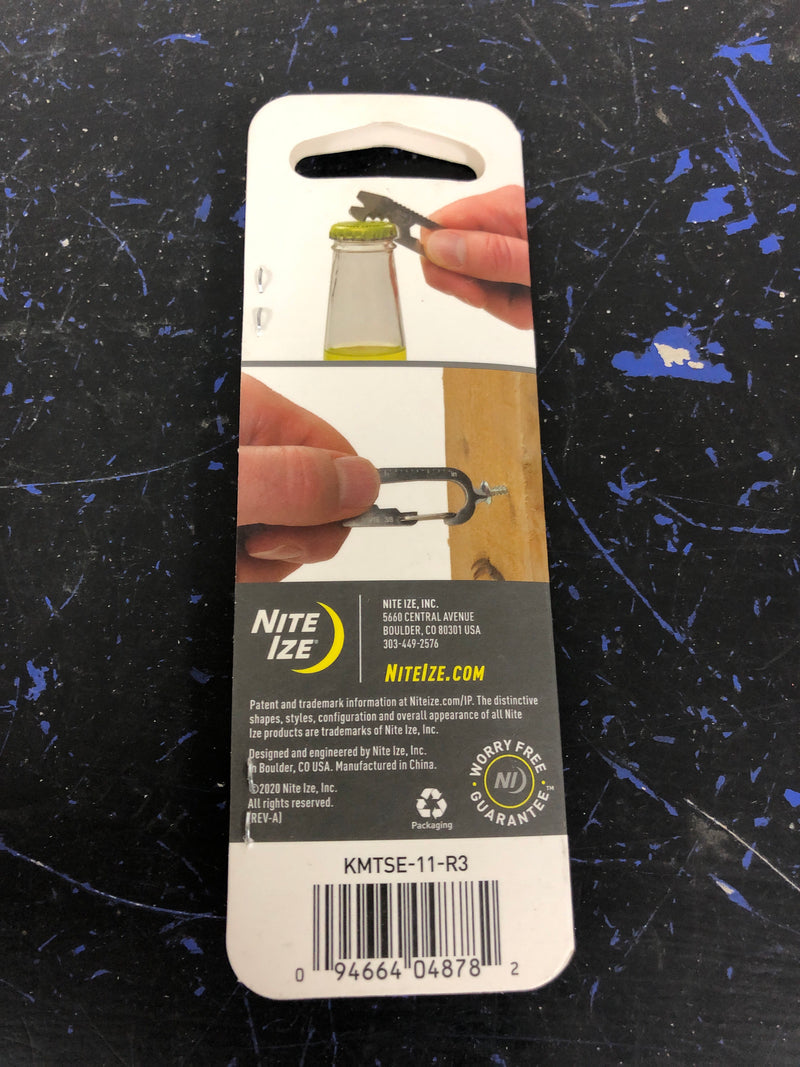 NITE IZE®
NITE IZE, INC.
5660 CENTRAL AVENUE
BOULDER, CO 80301 USA
303-449-2576
NITEIZE.COM
Patent and trademark information at Niteize.com/IP. The distinctive
shapes, styles, configuration and overall appearance of all Nite
Ize products are trademarks of Nite Ize, Inc.
Designed and engineered by Nite Ize, Inc.
in Boulder, CO USA. Manufactured in China.
©2020 Nite Ize, Inc.
All rights reserved.
(REV-A)
Packaging
WORRY FREE
NI
GUARANTEE™
KMTSE-11-R3
0 94664 04878 2